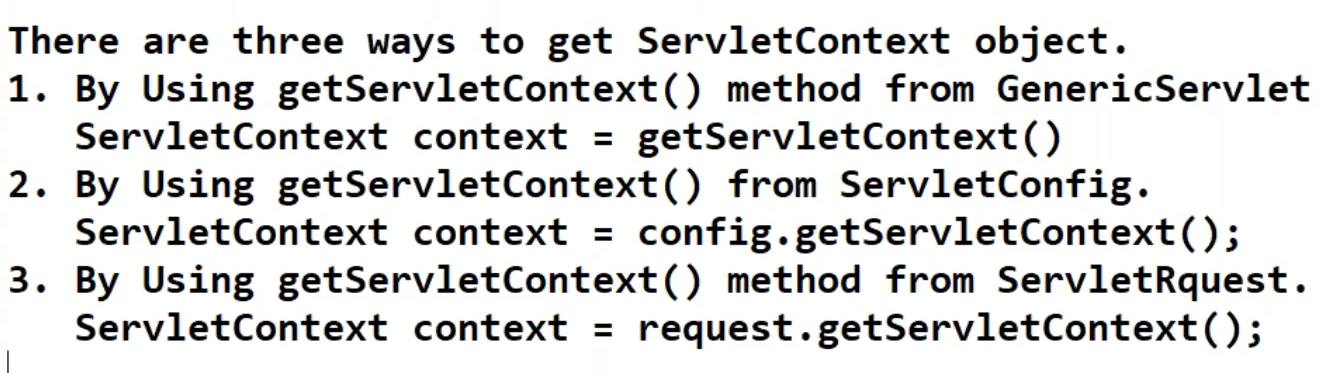 There are three ways to get ServletContext object.
1. By Using getServletContext() method from GenericServlet
ServletContext context = getServletContext()
2. By Using getServletContext() from ServletConfig.
ServletContext context = config.getServletContext();
3. By Using getServletContext() method from ServletRquest.
ServletContext context = request.getServletContext();